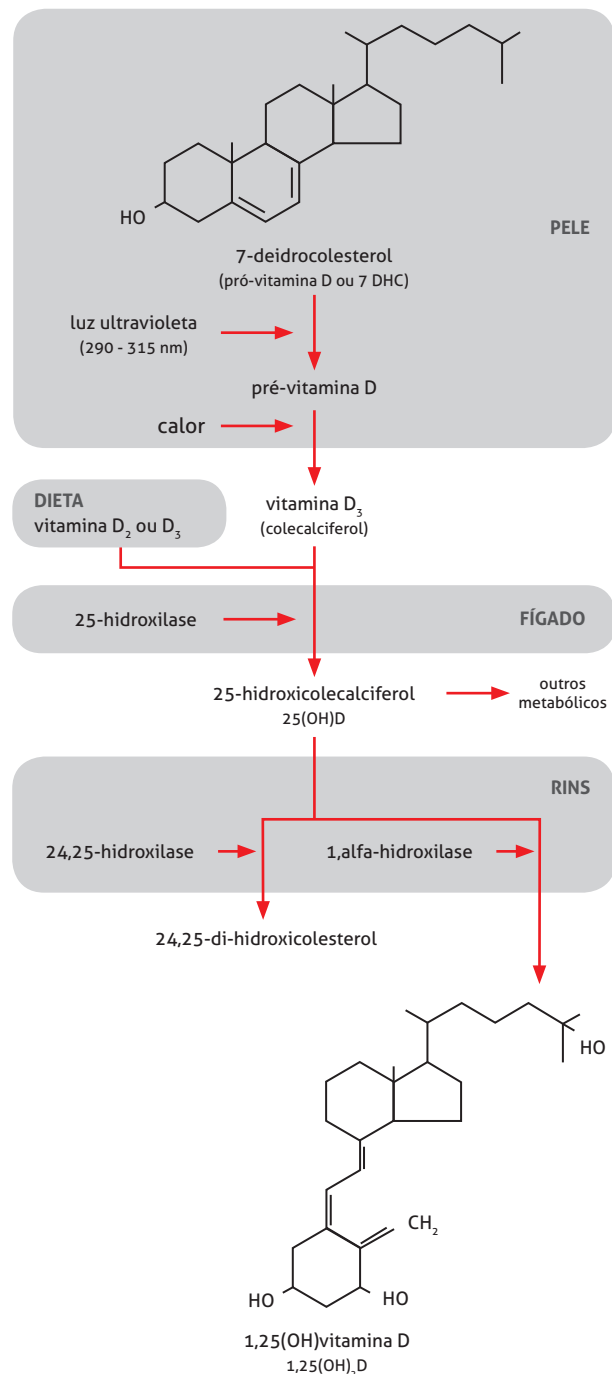 HO
PELE
7-deidrocolesterol
(pró-vitamina D ou 7 DHC)
luz ultravioleta
(290 - 315 nm)
pré-vitamina D
calor
DIETA
vitamina D₂ ou D₃
vitamina D₃
(colecalciferol)
25-hidroxilase
FÍGADO
25-hidroxicolecalciferol
25(OH)D
outros
metabólicos
RINS
24,25-hidroxilase
1,alfa-hidroxilase
24,25-di-hidroxicolesterol
HO
CH₂
HO
HO
1,25(OH)vitamina D
1,25(OH)₂D